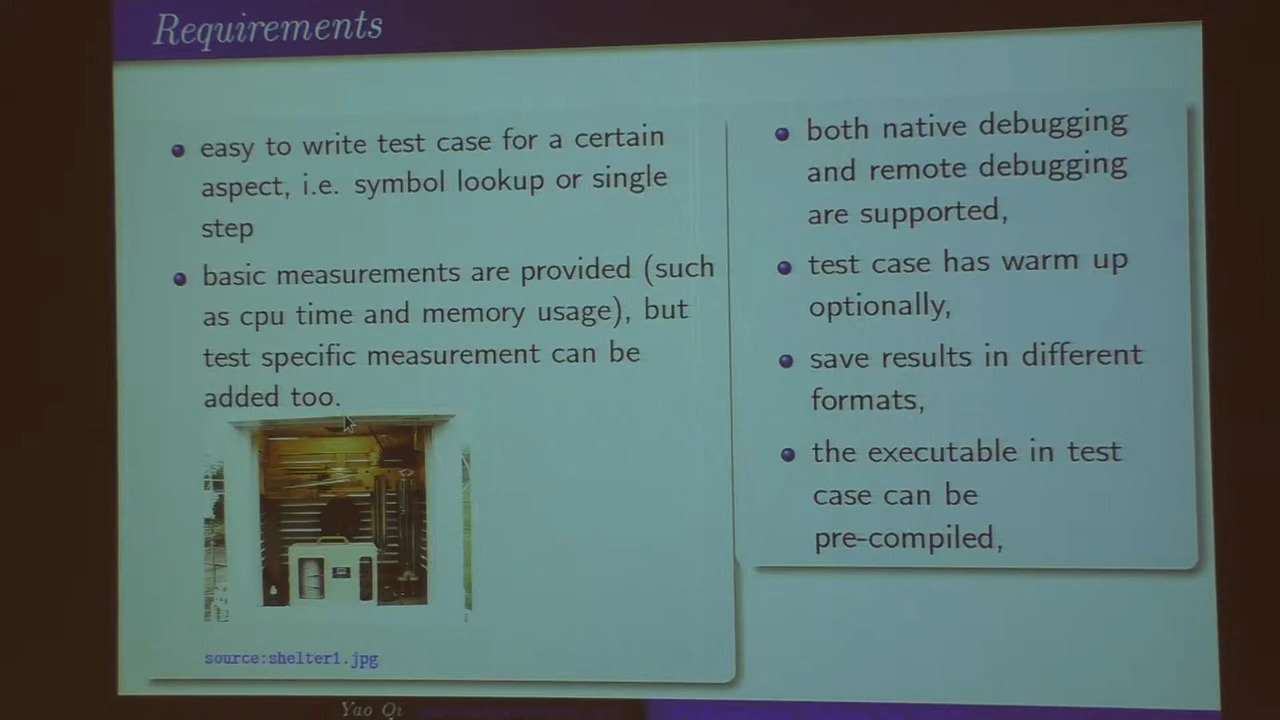 Requirements
easy to write test case for a certain
aspect, i.e. symbol lookup or single
step
basic measurements are provided (such
as cpu time and memory usage), but
test specific measurement can be
added too.
source:shelter1.jpg
both native debugging
and remote debugging
are supported,
test case has warm up
optionally,
save results in different
formats,
the executable in test
case can be
pre-compiled,
Yao Qi